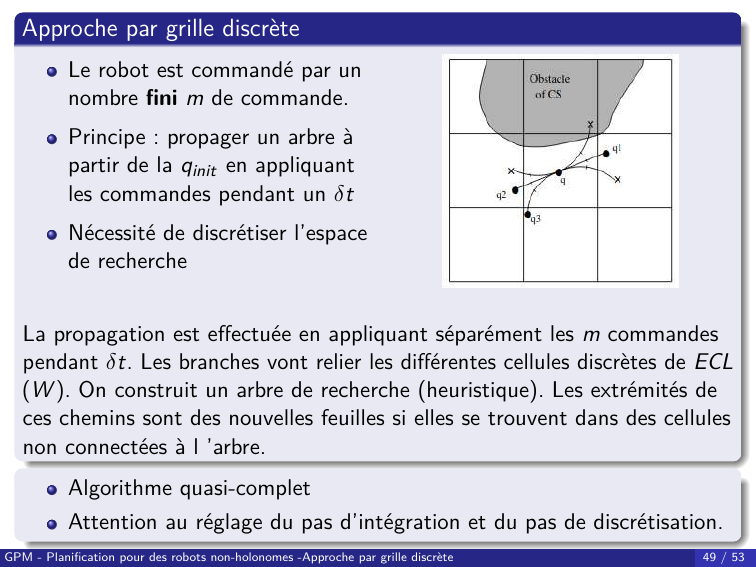 Approche par grille discrète
Le robot est commandé par un
nombre fini m de commande.
Principe : propager un arbre à
partir de la qinit en appliquant
les commandes pendant un δt
Nécessité de discrétiser l'espace
de recherche
Obstacle
of CS
q1
q
q2
q3
La propagation est effectuée en appliquant séparément les m commandes
pendant δt. Les branches vont relier les différentes cellules discrètes de ECL
(W). On construit un arbre de recherche (heuristique). Les extrémités de
ces chemins sont des nouvelles feuilles si elles se trouvent dans des cellules
non connectées à l 'arbre.
Algorithme quasi-complet
Attention au réglage du pas d'intégration et du pas de discrétisation.
GPM - Planification pour des robots non-holonomes -Approche par grille discrète
49 / 53